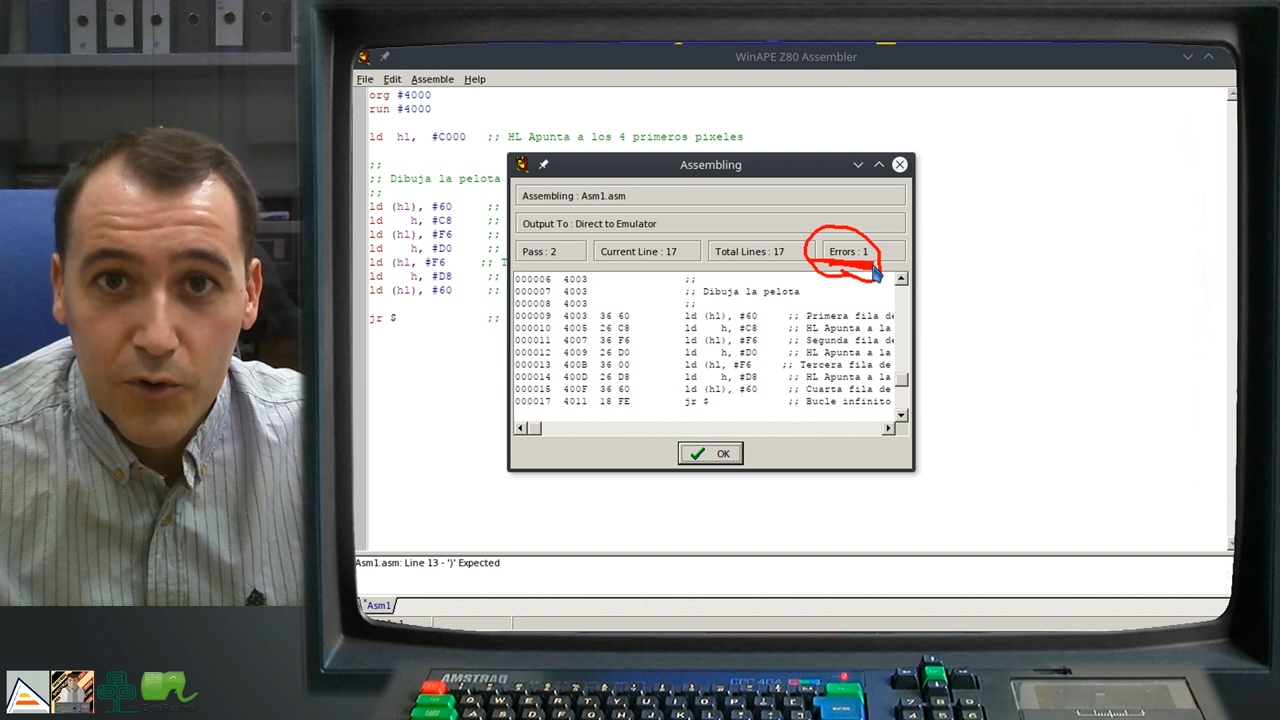 WinAPE Z80 Assembler
File Edit Assemble Help
org #4000
run #4000
ld hl, #C000 ;; HL Apunta a los 4 primeros pixeles
;;
;; Dibuja la pelota
;;
ld (hl), #60 ;;
ld h, #C8 ;;
ld (hl), #F6 ;;
ld h, #D0 ;;
ld (hl, #F6 ;; T
ld h, #D8 ;;
ld (hl), #60 ;;
jr $ ;;
Assembling
Assembling : Asm1.asm
Output To : Direct to Emulator
Pass : 2 Current Line : 17 Total Lines : 17 Errors : 1
000006 4003 ;;
000007 4003 ;; Dibuja la pelota
000008 4003 ;;
000009 4003 36 60 ld (hl), #60 ;; Primera fila de
000010 4005 26 C8 ld h, #C8 ;; HL Apunta a la
000011 4007 36 F6 ld (hl), #F6 ;; Segunda fila de
000012 4009 26 D0 ld h, #D0 ;; HL Apunta a la
000013 400B 36 00 ld (hl, #F6 ;; Tercera fila de
000014 400D 26 D8 ld h, #D8 ;; HL Apunta a la
000015 400F 36 60 ld (hl), #60 ;; Cuarta fila de
000017 4011 18 FE jr $ ;; Bucle infinito
OK
Asm1.asm: Line 13 - ')' Expected
Asm1
AMSTRAD